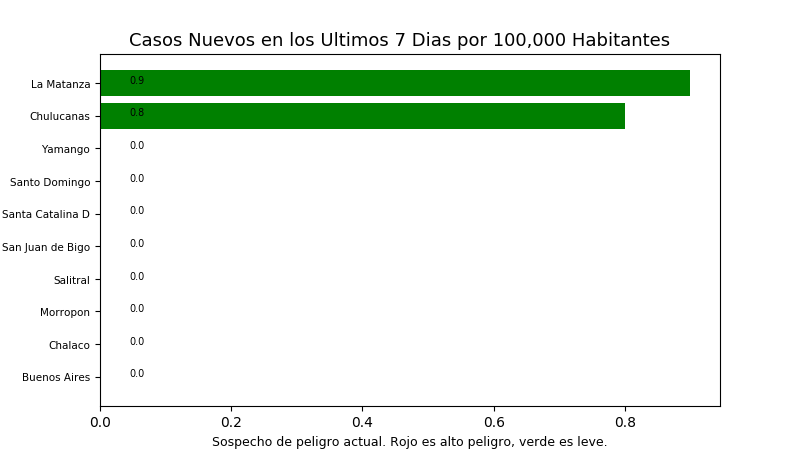 Casos Nuevos en los Ultimos 7 Dias por 100,000 Habitantes
La Matanza 0.9
Chulucanas 0.8
Yamango 0.0
Santo Domingo 0.0
Santa Catalina D 0.0
San Juan de Bigo 0.0
Salitral 0.0
Morropon 0.0
Chalaco 0.0
Buenos Aires 0.0
0.0 0.2 0.4 0.6 0.8
Sospecho de peligro actual. Rojo es alto peligro, verde es leve.